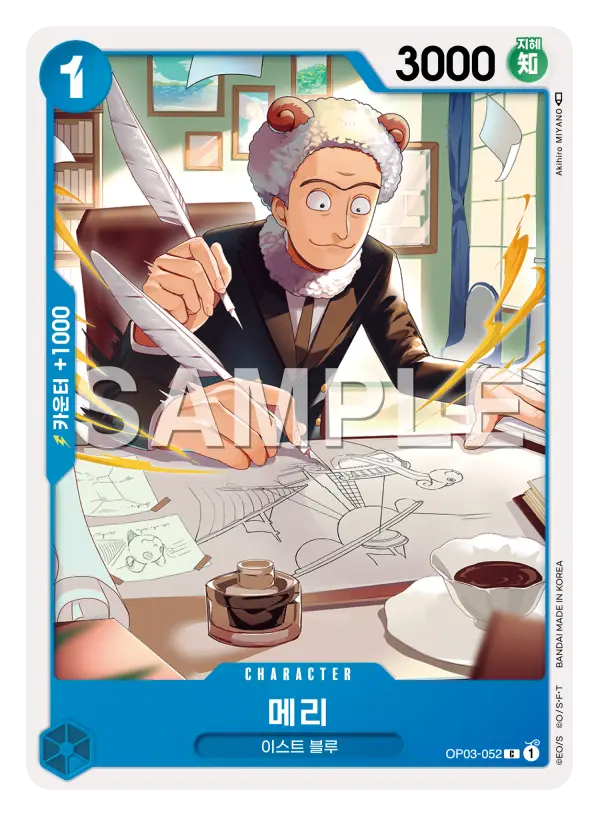 1
3000
지혜
知
Akihiro MIYANO
카운터 +1000
SAMPLE
CHARACTER
메리
이스트 블루
OP03-052 C 1
©EO/S ©O/S·F·T BANDAI MADE IN KOREA